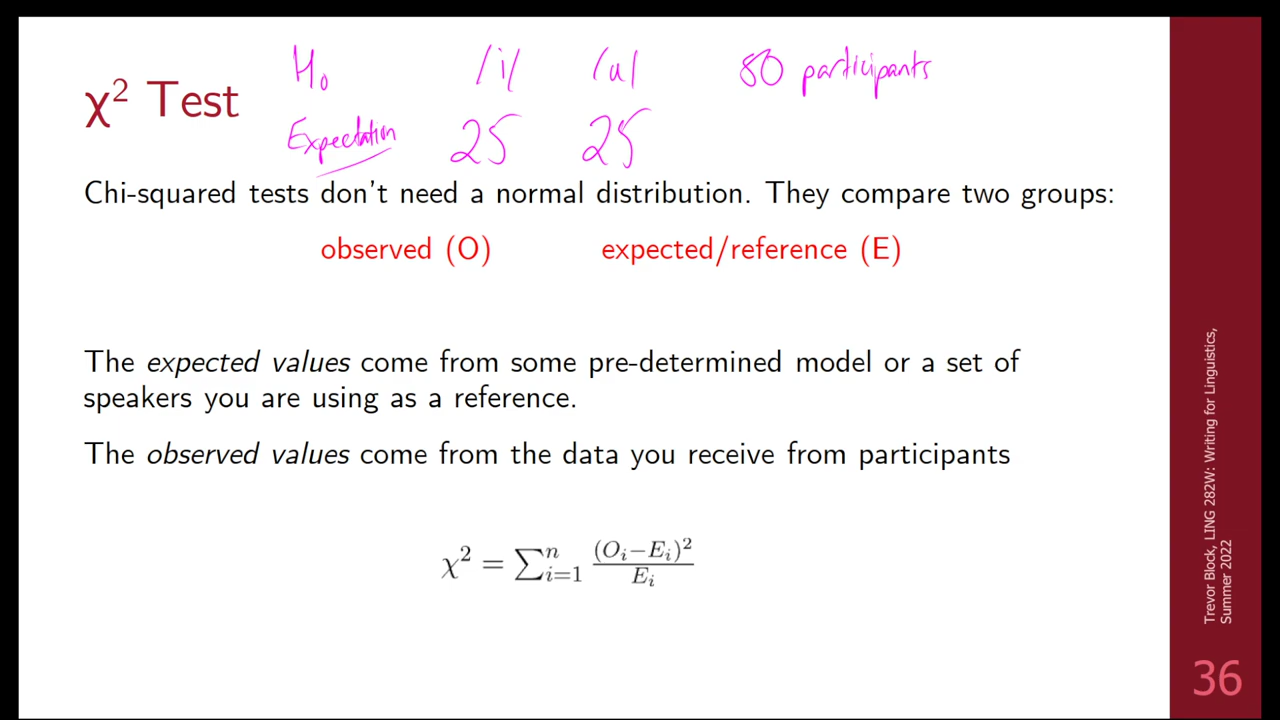 H₀ /i/ /u/ 80 participants
χ² Test
Expectation 25 25
Chi-squared tests don't need a normal distribution. They compare two groups:
observed (O) expected/reference (E)
The expected values come from some pre-determined model or a set of
speakers you are using as a reference.
The observed values come from the data you receive from participants
χ² = ∑ⁿᵢ₌₁ (Oᵢ−Eᵢ)²/Eᵢ
Trevor Block, LING 282W: Writing for Linguistics,
Summer 2022
36